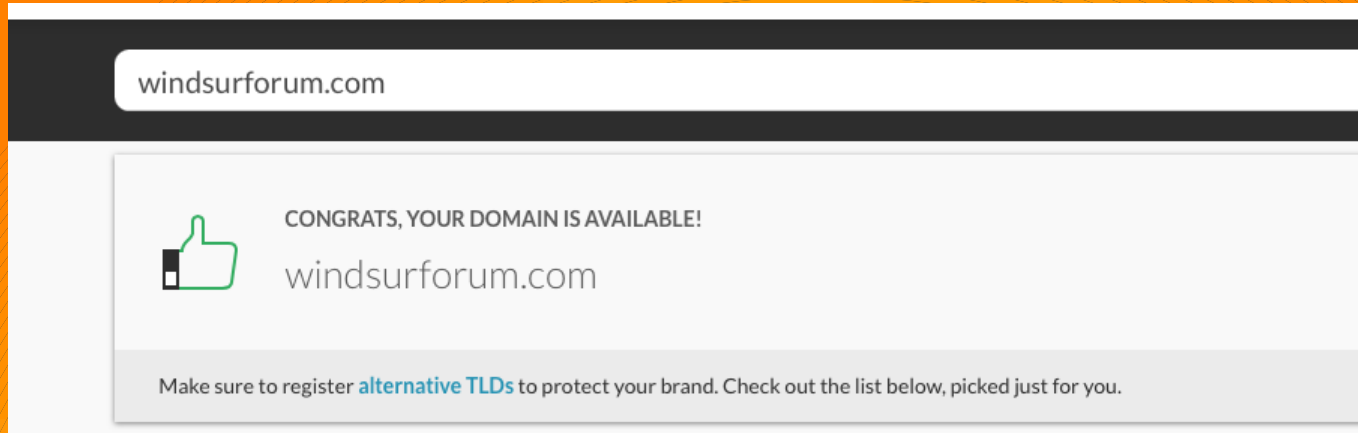 windsurforum.com
CONGRATS, YOUR DOMAIN IS AVAILABLE!
windsurforum.com
Make sure to register alternative TLDs to protect your brand. Check out the list below, picked just for you.